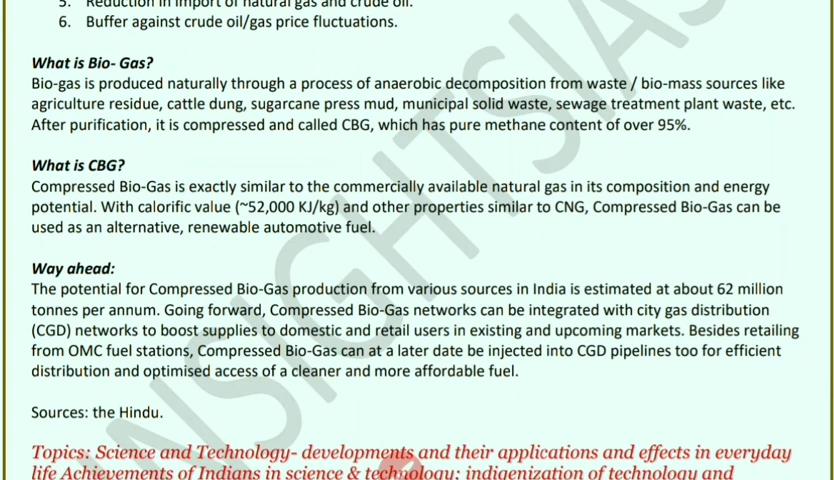 5. Reduction in import of natural gas and crude oil.
6. Buffer against crude oil/gas price fluctuations.
What is Bio- Gas?
Bio-gas is produced naturally through a process of anaerobic decomposition from waste / bio-mass sources like
agriculture residue, cattle dung, sugarcane press mud, municipal solid waste, sewage treatment plant waste, etc.
After purification, it is compressed and called CBG, which has pure methane content of over 95%.
What is CBG?
Compressed Bio-Gas is exactly similar to the commercially available natural gas in its composition and energy
potential. With calorific value (~52,000 KJ/kg) and other properties similar to CNG, Compressed Bio-Gas can be
used as an alternative, renewable automotive fuel.
Way ahead:
The potential for Compressed Bio-Gas production from various sources in India is estimated at about 62 million
tonnes per annum. Going forward, Compressed Bio-Gas networks can be integrated with city gas distribution
(CGD) networks to boost supplies to domestic and retail users in existing and upcoming markets. Besides retailing
from OMC fuel stations, Compressed Bio-Gas can at a later date be injected into CGD pipelines too for efficient
distribution and optimised access of a cleaner and more affordable fuel.
Sources: the Hindu.
Topics: Science and Technology- developments and their applications and effects in everyday
life Achievements of Indians in science & technology; indigenization of technology and
INSIGHTSIAS